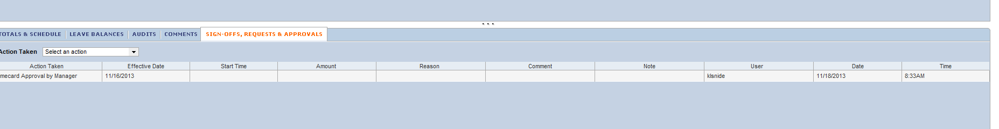 TOTALS & SCHEDULE LEAVE BALANCES AUDITS COMMENTS SIGN-OFFS, REQUESTS & APPROVALS
Action Taken Select an action
Action Taken Effective Date Start Time Amount Reason Comment Note User Date Time
mecard Approval by Manager 11/16/2013 klsnide 11/18/2013 8:33AM